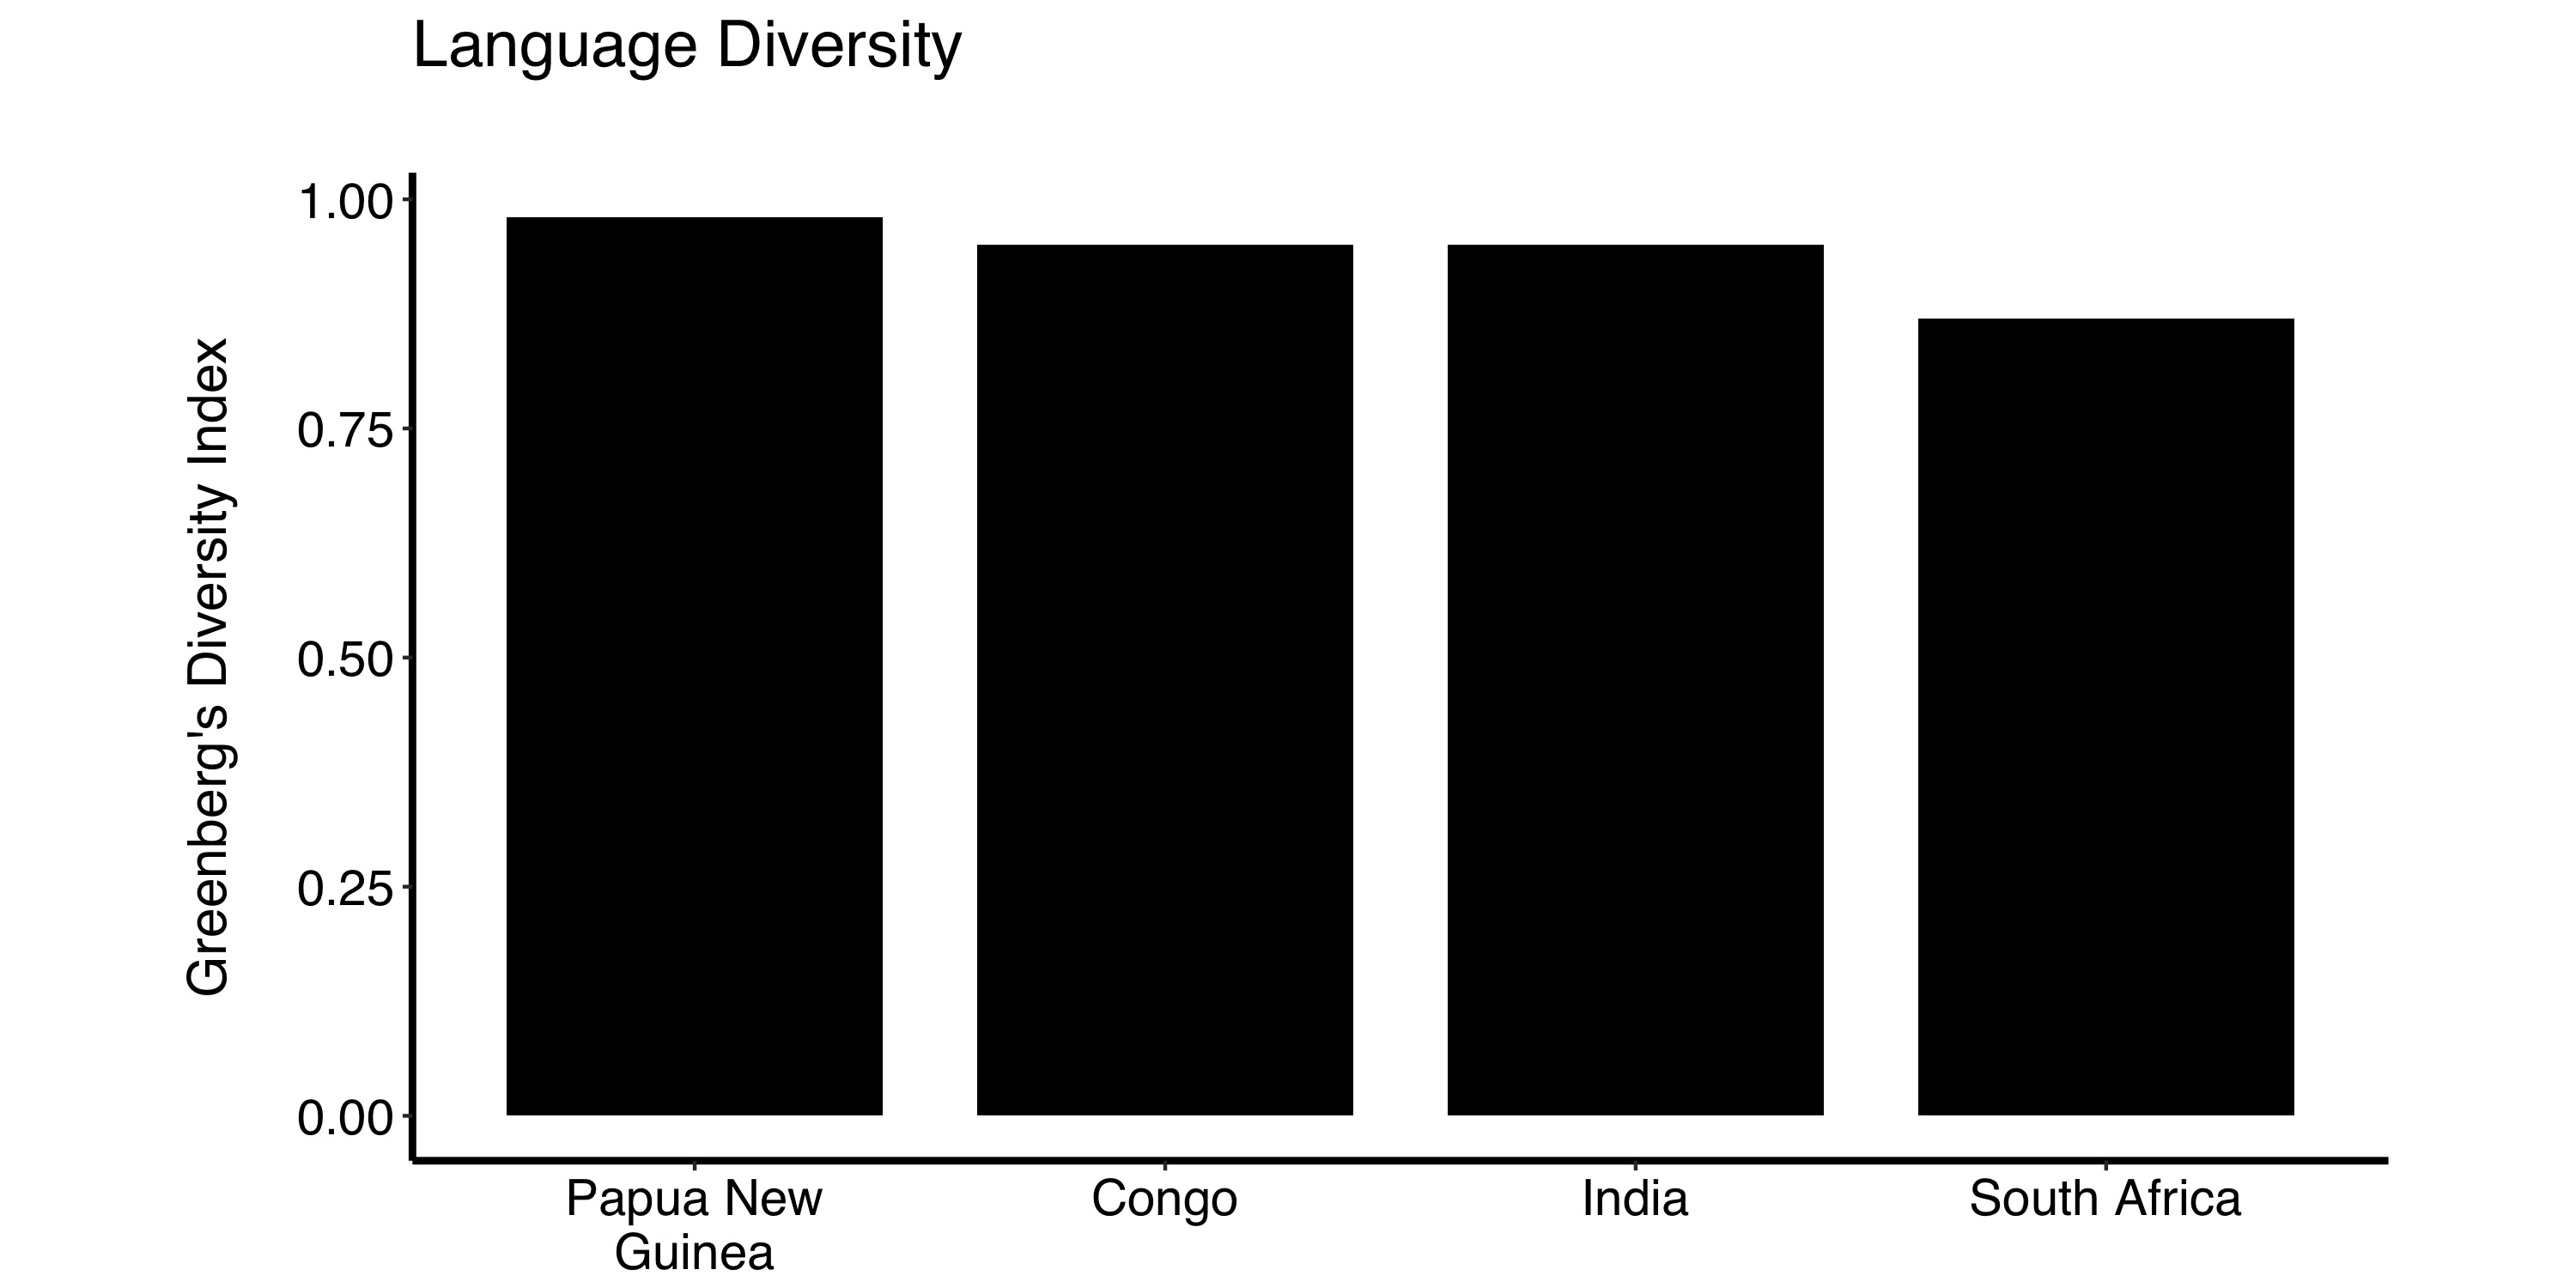 Language Diversity
Greenberg's Diversity Index
1.00
0.75
0.50
0.25
0.00
Papua New
Guinea
Congo
India
South Africa